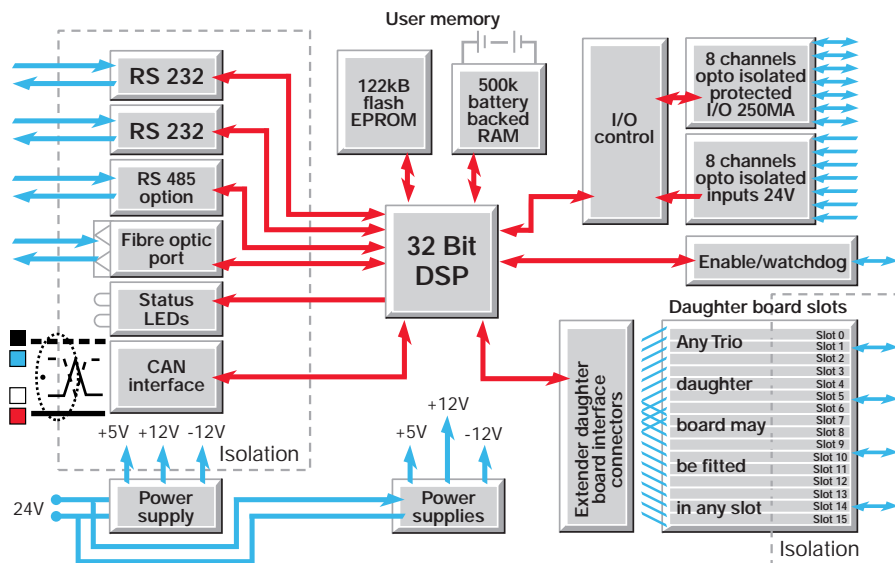 User memory
RS 232
RS 232
RS 485
option
Fibre optic
port
Status
LEDs
CAN
interface
+5V
+12V
-12V
Isolation
24V
Power
supply
122kB
flash
EPROM
500k
battery
backed
RAM
32 Bit
DSP
+12V
+5V
-12V
Power
supplies
I/O
control
8 channels
opto isolated
protected
I/O 250MA
8 channels
opto isolated
inputs 24V
Enable/watchdog
Extender daughter
board interface
connectors
Daughter board slots
Any Trio
daughter
board may
be fitted
in any slot
Slot 0
Slot 1
Slot 2
Slot 3
Slot 4
Slot 5
Slot 6
Slot 7
Slot 8
Slot 9
Slot 10
Slot 11
Slot 12
Slot 13
Slot 14
Slot 15
Isolation